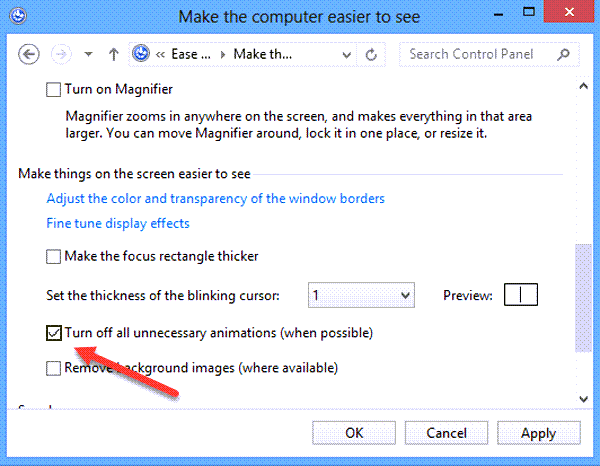 Make the computer easier to see
« Ease ... Make th... Search Control Panel
Turn on Magnifier
Magnifier zooms in anywhere on the screen, and makes everything in that area
larger. You can move Magnifier around, lock it in one place, or resize it.
Make things on the screen easier to see
Adjust the color and transparency of the window borders
Fine tune display effects
Make the focus rectangle thicker
Set the thickness of the blinking cursor: 1 Preview:
Turn off all unnecessary animations (when possible)
Remove background images (where available)
OK Cancel Apply